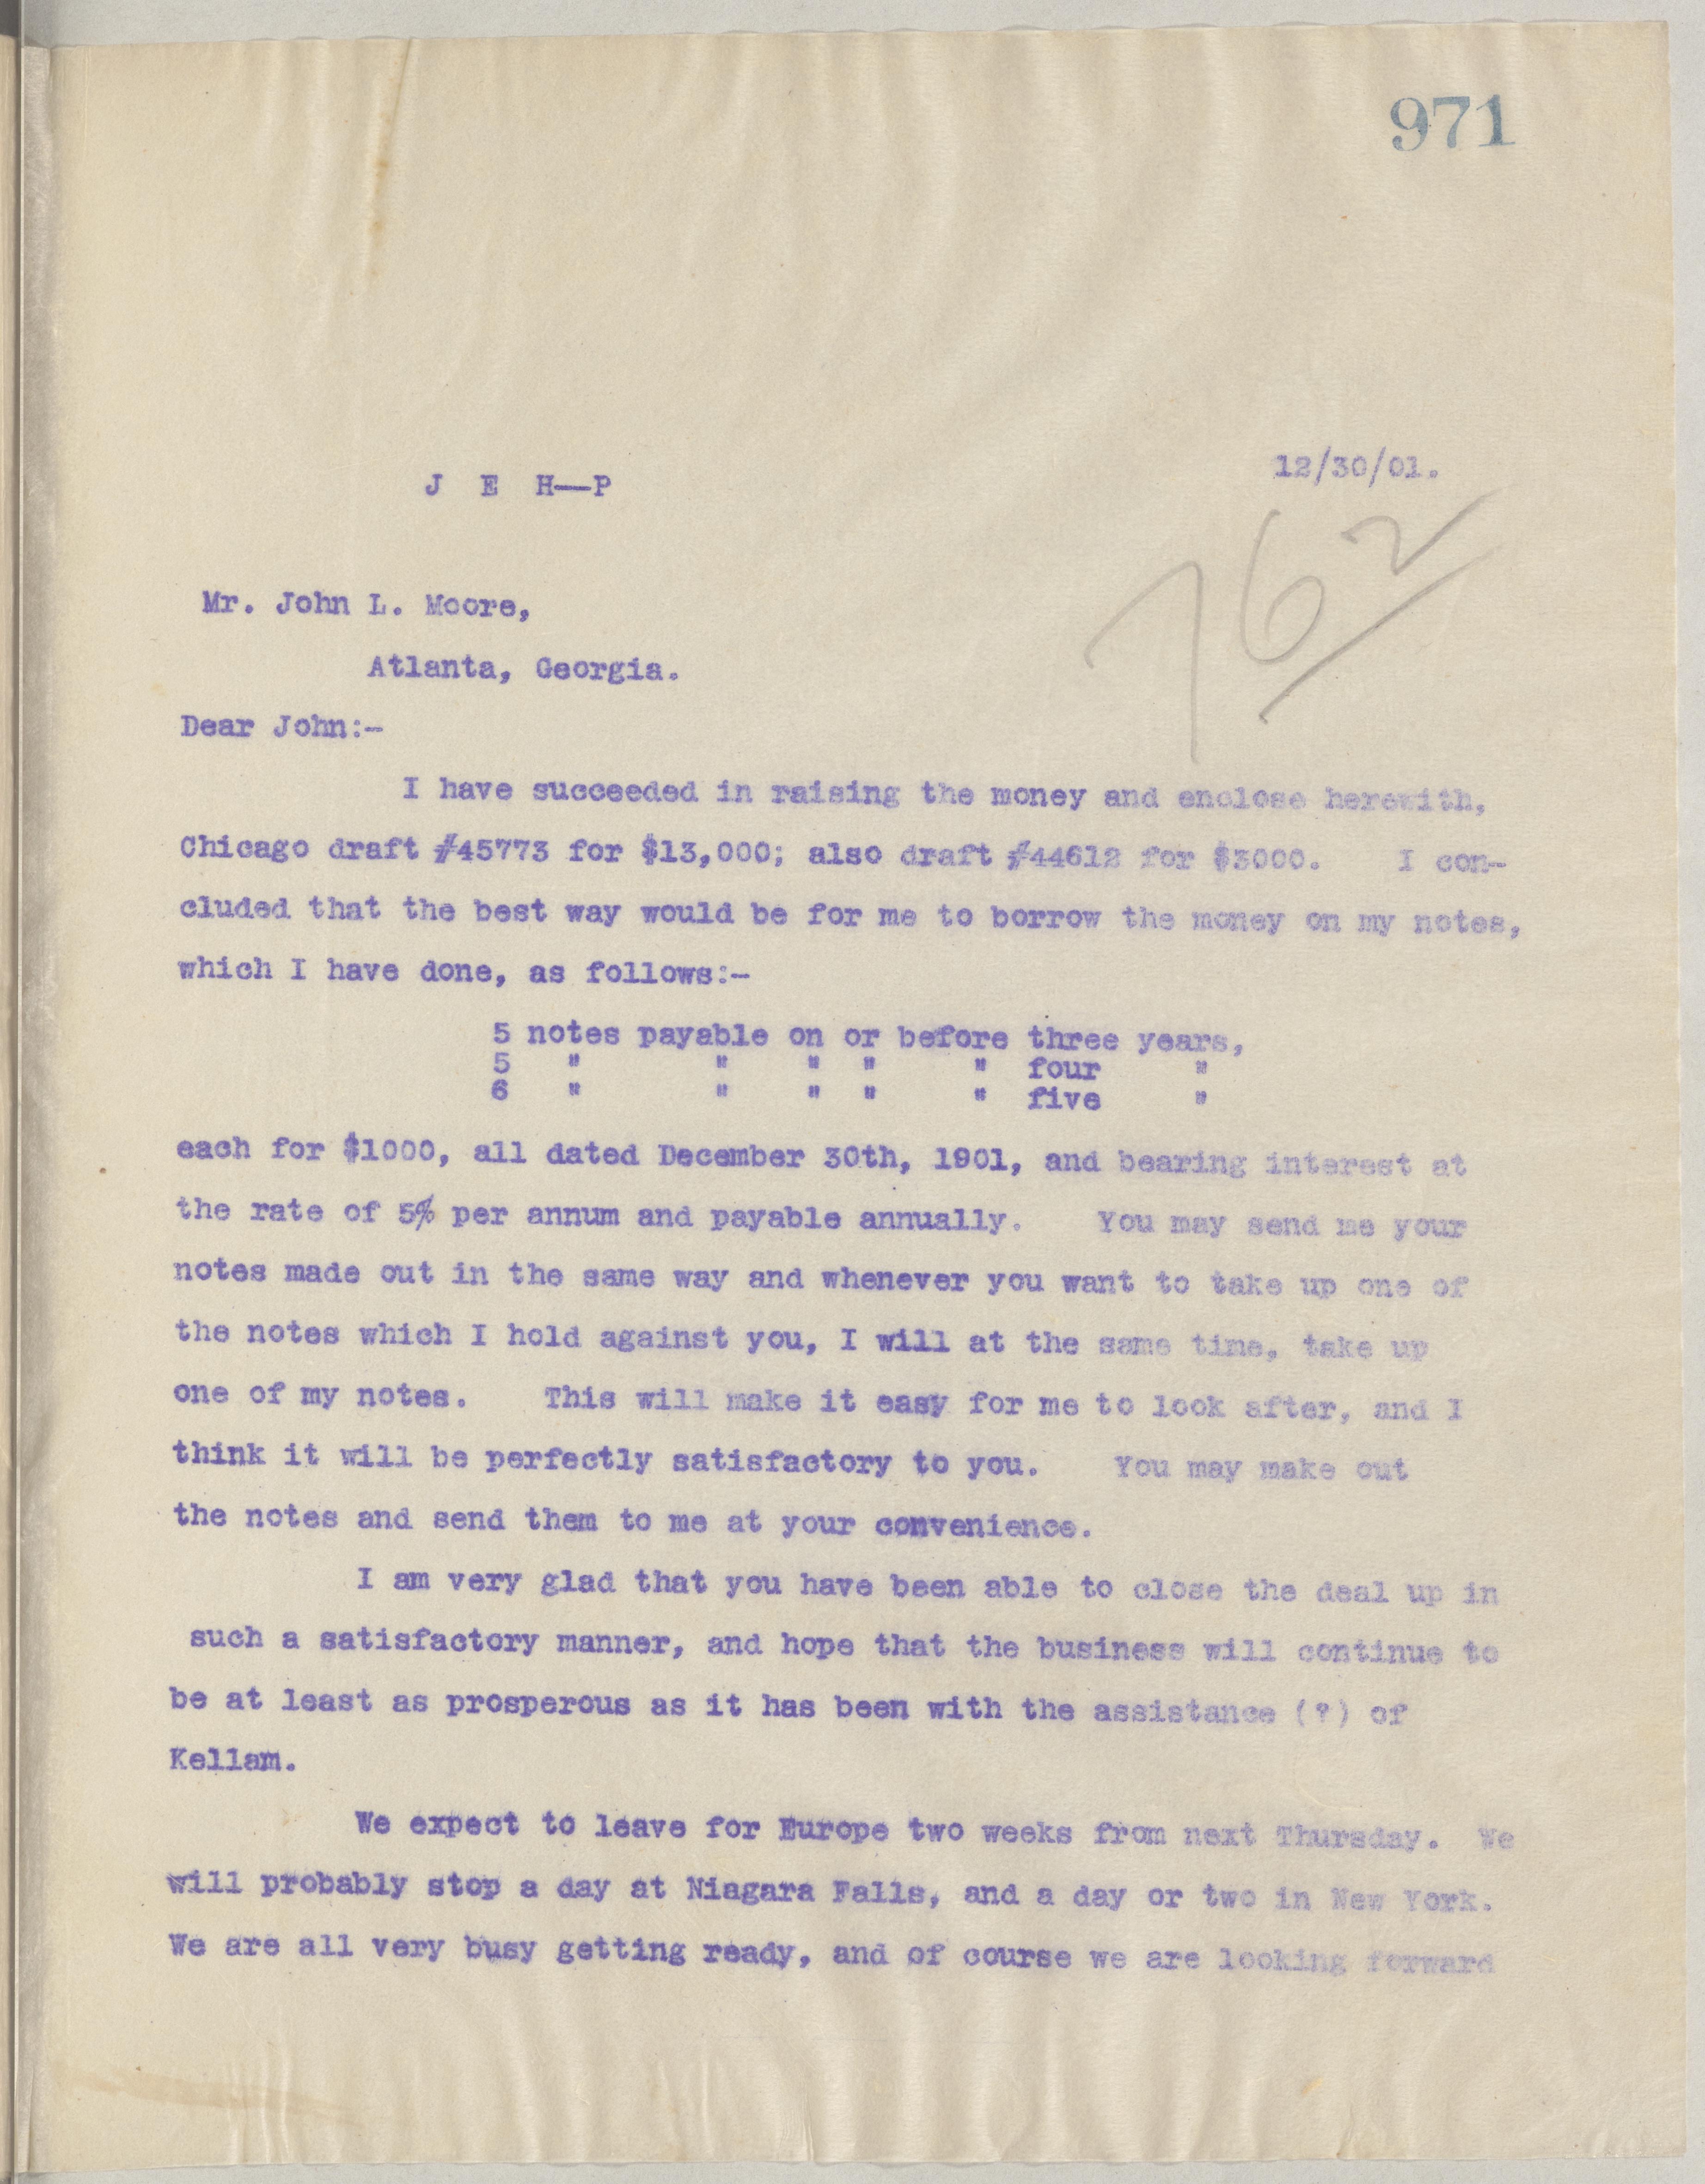 971
12/30/01.
J E H--P
762
Mr. John L. Moore,
Atlanta, Georgia.
Dear John:-
I have succeeded in raising the money and enclose herewith,
Chicago draft #45773 for $13,000; also draft #44612 for $3000. I con-
cluded that the best way would be for me to borrow the money on my notes,
which I have done, as follows:-
5 notes payable on or before three years,
5 " " " " " four "
6 " " " " " five "
each for $1000, all dated December 30th, 1901, and bearing interest at
the rate of 5% per annum and payable annually. You may send me your
notes made out in the same way and whenever you want to take up one of
the notes which I hold against you, I will at the same time, take up
one of my notes. This will make it easy for me to look after, and I
think it will be perfectly satisfactory to you. You may make out
the notes and send them to me at your convenience.
I am very glad that you have been able to close the deal up in
such a satisfactory manner, and hope that the business will continue to
be at least as prosperous as it has been with the assistance (?) of
Kellam.
We expect to leave for Europe two weeks from next Thursday. We
will probably stop a day at Niagara Falls, and a day or two in New York.
We are all very busy getting ready, and of course we are looking forward